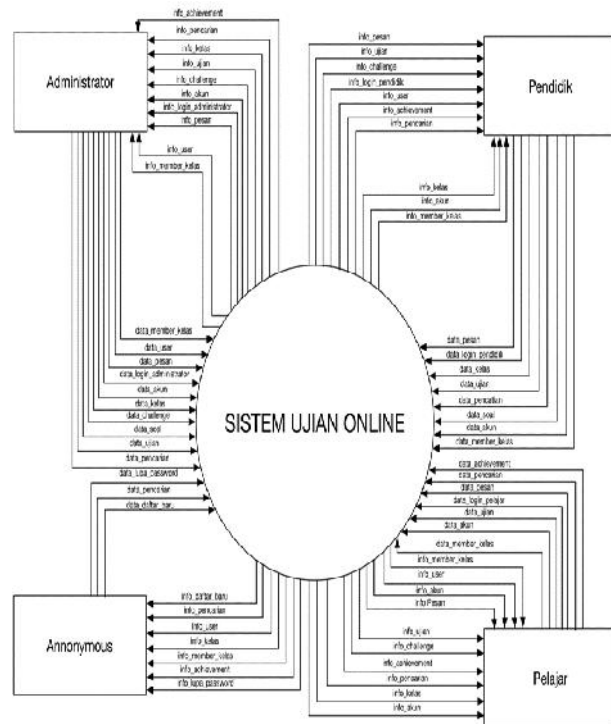 info_achievement
info_pencarian
info_kelas
info_ujian
info_challenge
info_akun
info_login_administrator
info_pesan
Administrator
info_user
info_member_kelas
info_pesan
info_ujian
info_challenge
info_login_pendidik
info_user
info_achievement
info_pencarian
Pendidik
info_kelas
info_akun
info_member_kelas
data_member_kelas
data_user
data_pesan
data_login_administrator
data_akun
data_kelas
data_challenge
data_soal
data_ujian
data_pencarian
data_lupa_password
data_pencarian
data_daftar_baru
SISTEM UJIAN ONLINE
data_pesan
data_login_pendidik
data_kelas
data_ujian
data_pencarian
data_soal
data_akun
data_member_kelas
data_achievement
data_pencarian
data_pesan
data_login_pelajar
data_ujian
data_akun
data_member_kelas
info_member_kelas
info_user
info_akun
info Pesan
Annonymous
info_daftar_baru
info_pencarian
info_user
info_kelas
info_member_kelas
info_achievement
info_lupa_password
info_ujian
info_challenge
info_achievement
info_pencarian
info_kelas
info_akun
Pelajar